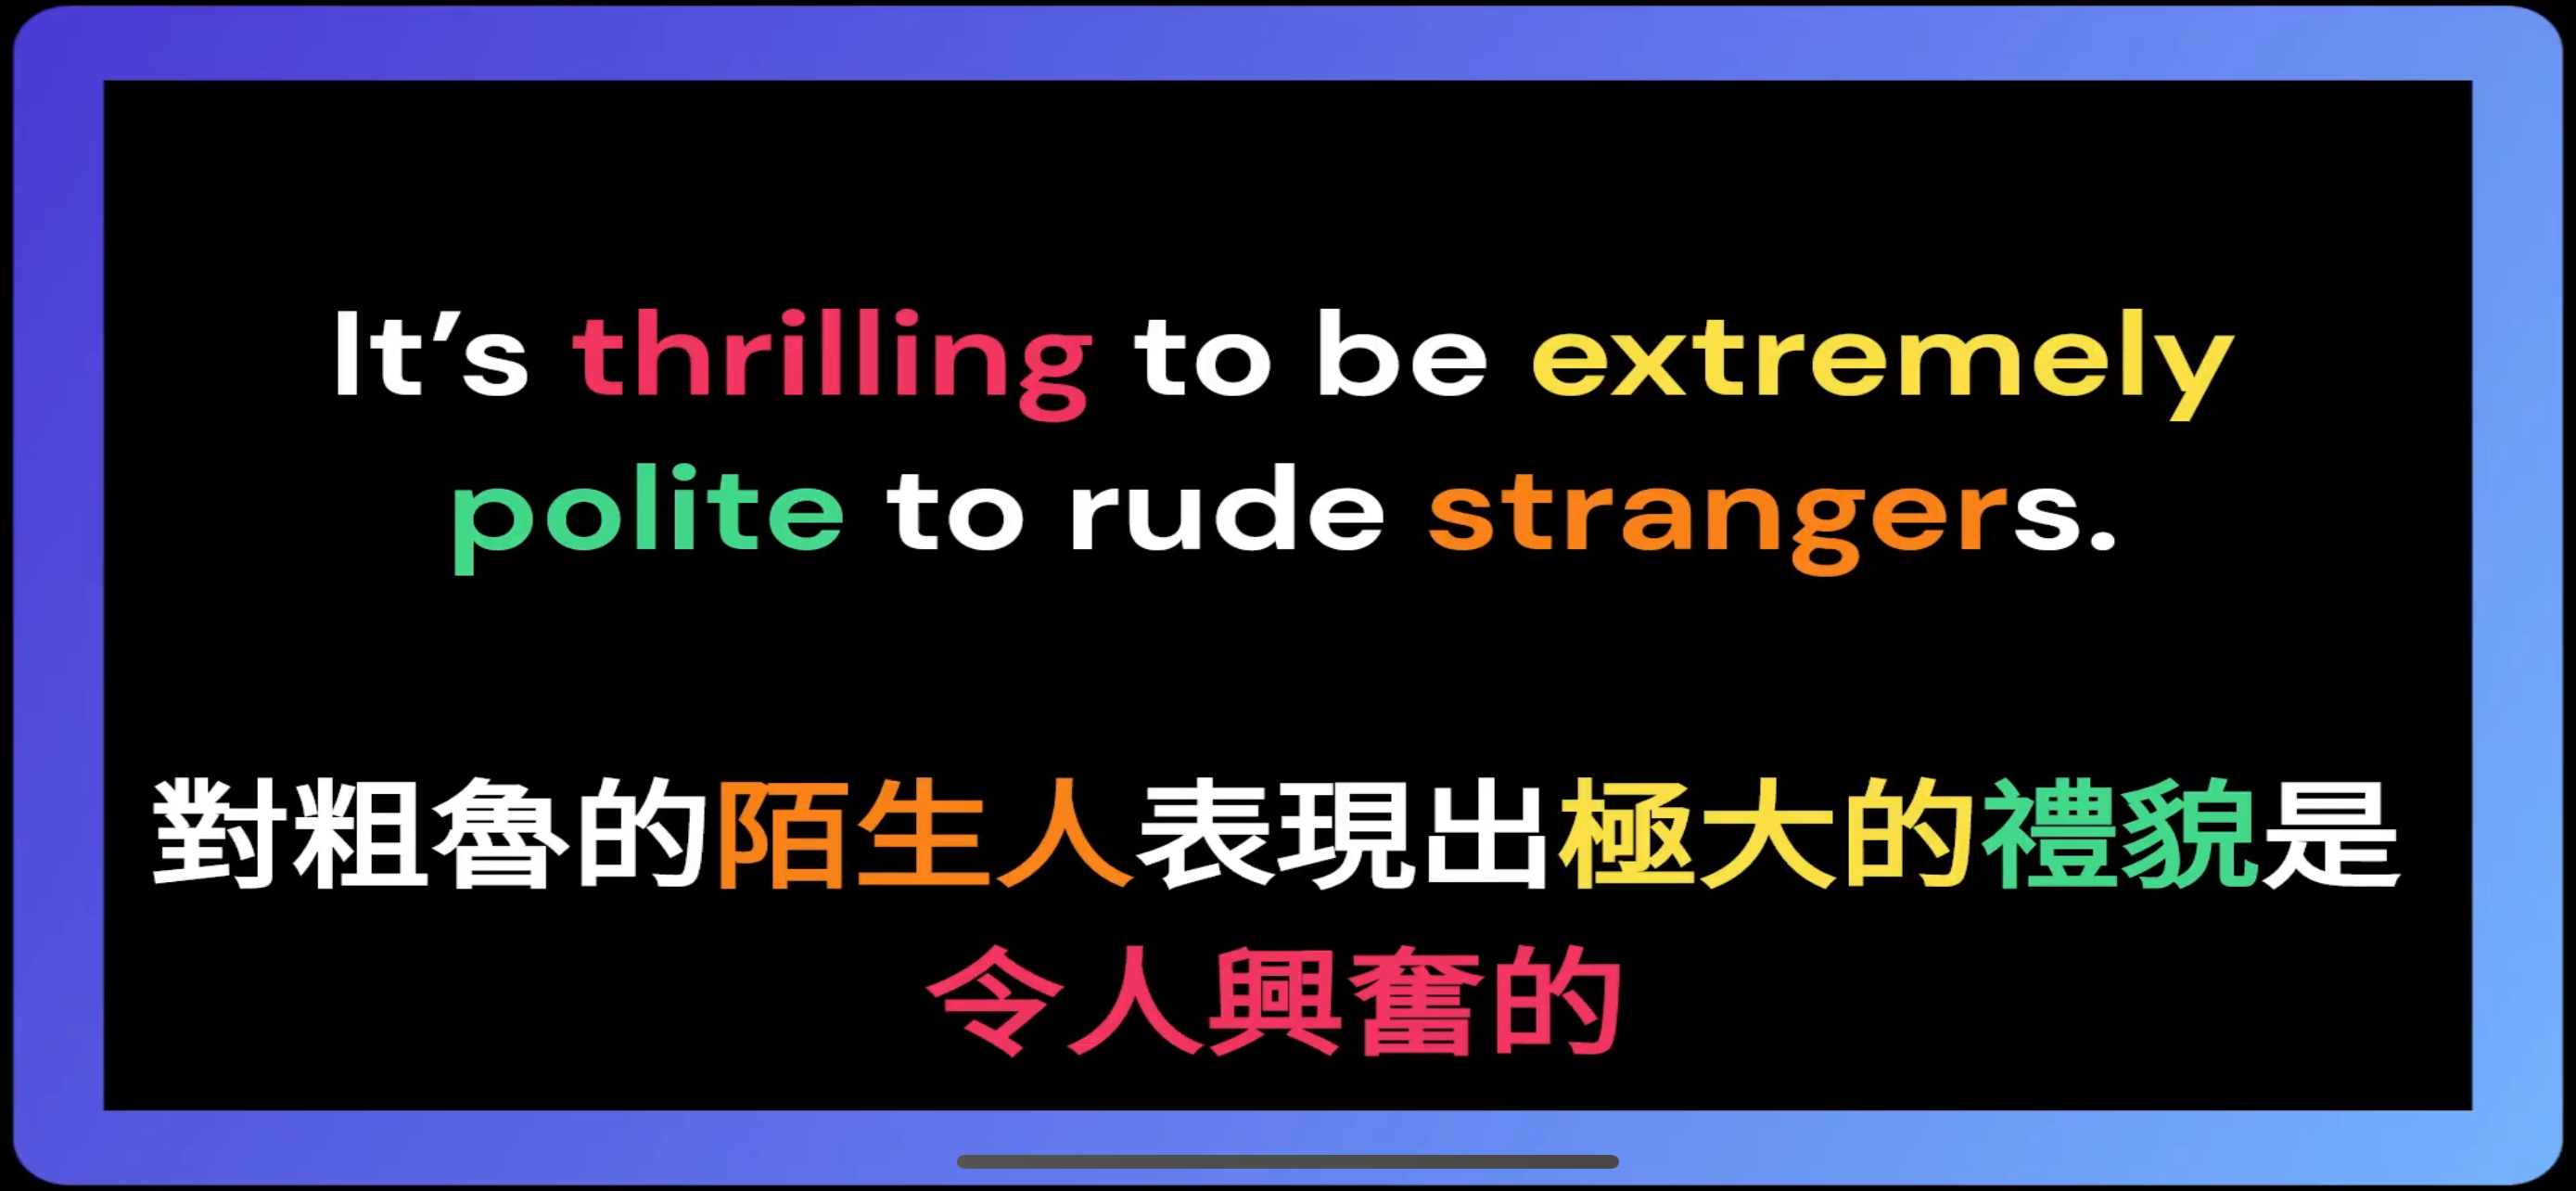 It’s thrilling to be extremely
polite to rude strangers.
對粗魯的陌生人表現出極大的禮貌是
令人興奮的